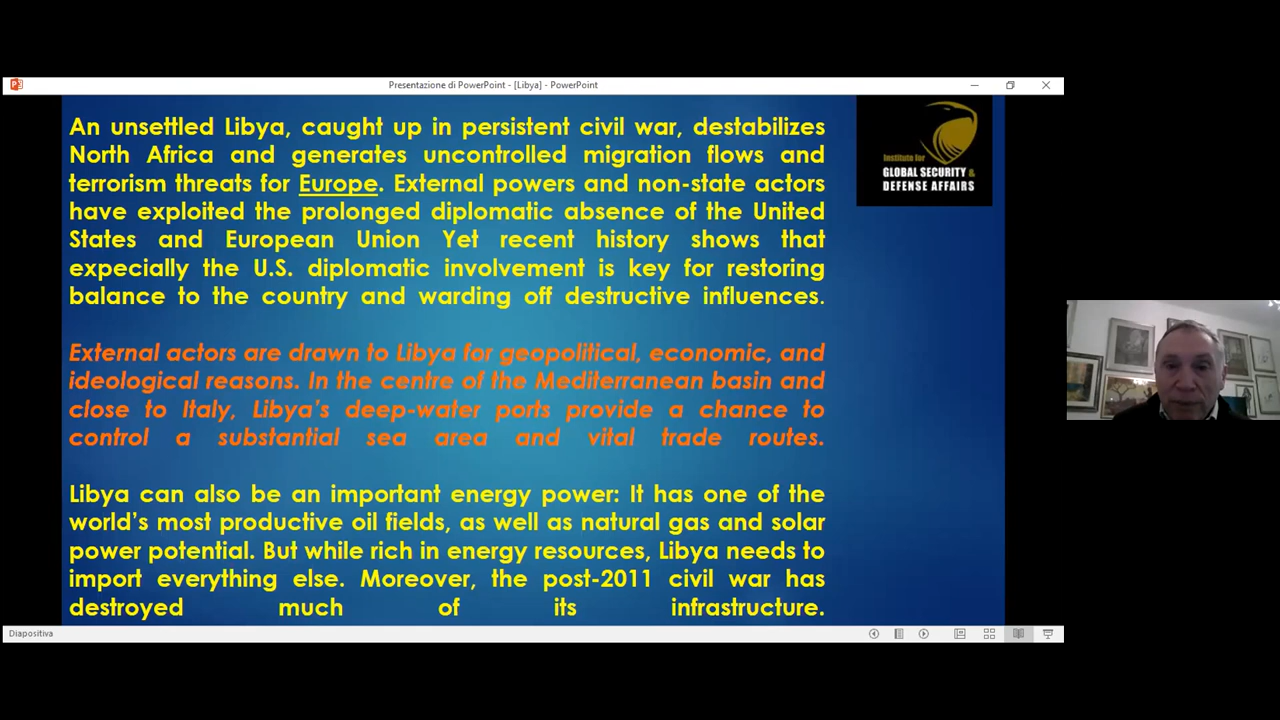 Presentazione di PowerPoint - [Libya] - PowerPoint
An unsettled Libya, caught up in persistent civil war, destabilizes
North Africa and generates uncontrolled migration flows and
terrorism threats for Europe. External powers and non-state actors
have exploited the prolonged diplomatic absence of the United
States and European Union Yet recent history shows that
expecially the U.S. diplomatic involvement is key for restoring
balance to the country and warding off destructive influences.
External actors are drawn to Libya for geopolitical, economic, and
ideological reasons. In the centre of the Mediterranean basin and
close to Italy, Libya's deep-water ports provide a chance to
control a substantial sea area and vital trade routes.
Libya can also be an important energy power: It has one of the
world's most productive oil fields, as well as natural gas and solar
power potential. But while rich in energy resources, Libya needs to
import everything else. Moreover, the post-2011 civil war has
destroyed much of its infrastructure.
Institute for
GLOBAL SECURITY &
DEFENSE AFFAIRS
Diapositiva